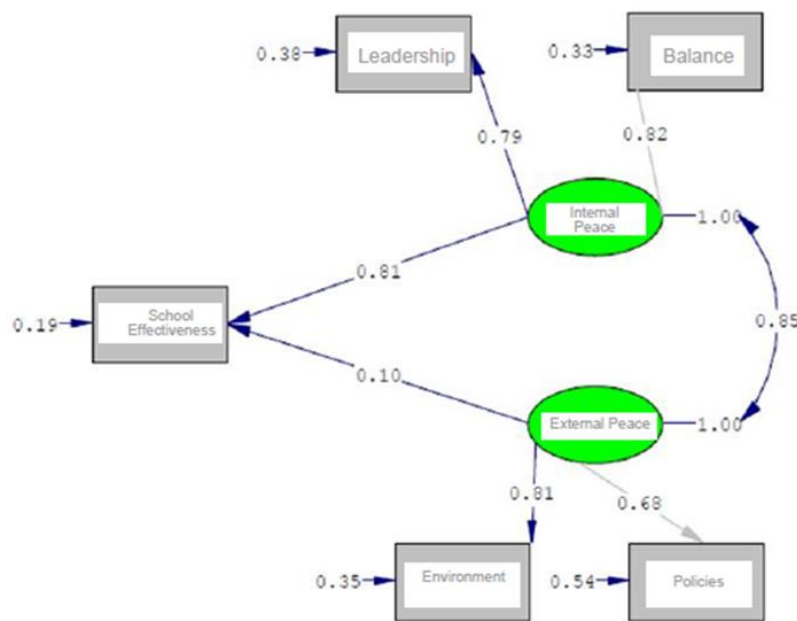 0.38
Leadership
0.33
Balance
0.79
0.82
Internal
Peace
1.00
0.81
School
Effectiveness
0.19
0.85
0.10
External Peace
1.00
0.81
0.68
0.35
Environment
0.54
Policies